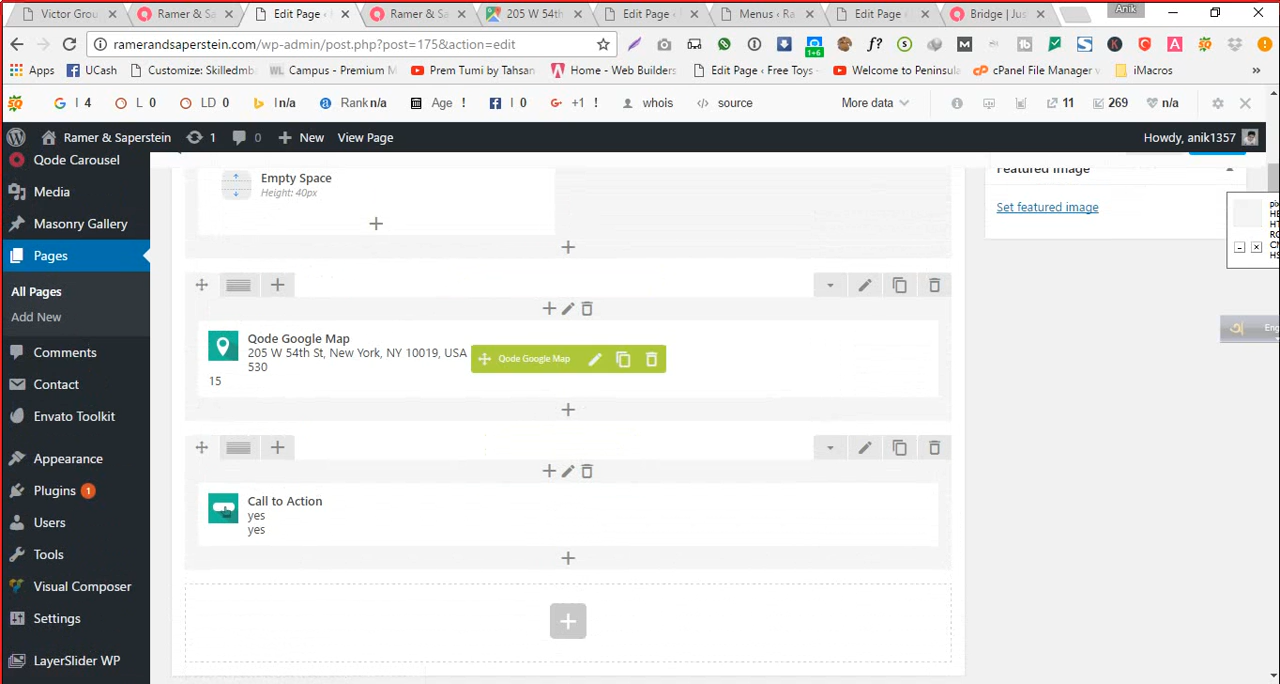 Victor Grou
Ramer & Sa
Edit Page ‹
Ramer & Sa
205 W 54th
Edit Page ‹
Menus ‹ Ra
Edit Page ‹
Bridge | Jus
Anik
ramerandsaperstein.com/wp-admin/post.php?post=175&action=edit
1+6
f?
Apps
UCash
Customize: Skilledmb
WL Campus - Premium M
Prem Tumi by Tahsan
Home - Web Builders
Edit Page ‹ Free Toys -
Welcome to Peninsula
cPanel File Manager v
iMacros
»
I 4
L 0
LD 0
I n/a
Rank n/a
Age !
I 0
+1 !
whois
source
More data
11
269
n/a
Ramer & Saperstein
1
0
New
View Page
Howdy, anik1357
Qode Carousel
Media
Masonry Gallery
Pages
All Pages
Add New
Comments
Contact
Envato Toolkit
Appearance
Plugins 1
Users
Tools
Visual Composer
Settings
LayerSlider WP
Empty Space
Height: 40px
Qode Google Map
205 W 54th St, New York, NY 10019, USA
530
15
Qode Google Map
Call to Action
yes
yes
Featured Image
Set featured image
Eng